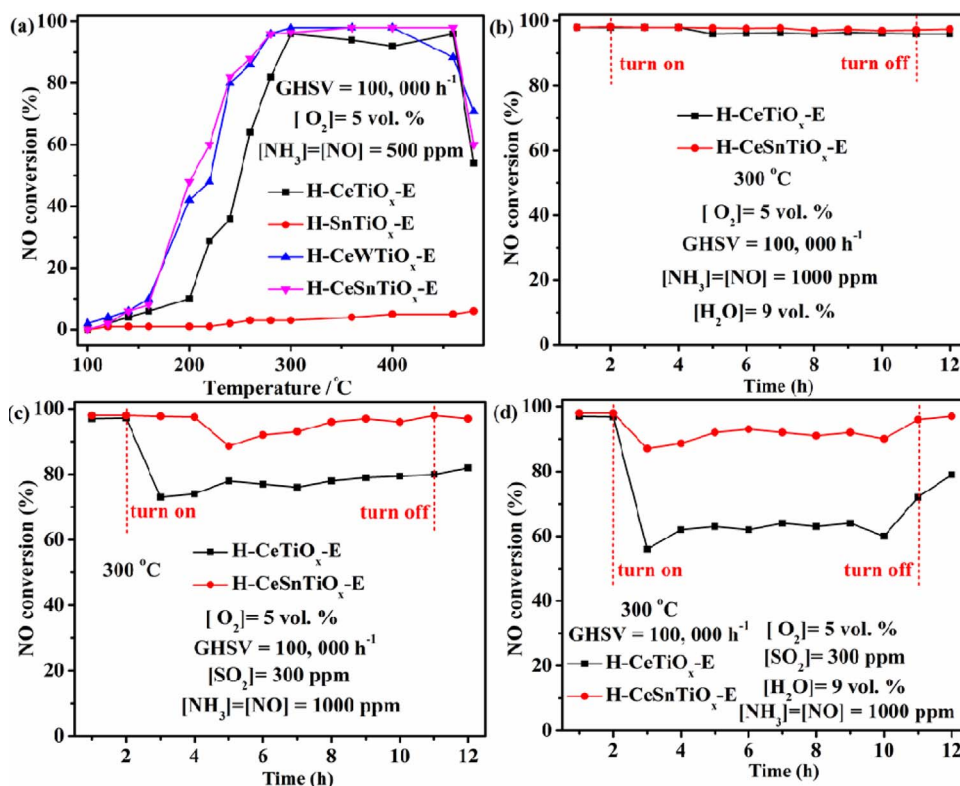 (a)
GHSV = 100, 000 h⁻¹
[ O₂]= 5 vol. %
[NH₃]=[NO] = 500 ppm
H-CeTiOₓ-E
H-SnTiOₓ-E
H-CeWTiOₓ-E
H-CeSnTiOₓ-E
NO conversion (%)
100
80
60
40
20
0
100
200
300
400
Temperature / °C
(b)
turn on
turn off
H-CeTiOₓ-E
H-CeSnTiOₓ-E
300 °C
[ O₂]= 5 vol. %
GHSV = 100, 000 h⁻¹
[NH₃]=[NO] = 1000 ppm
[H₂O]= 9 vol. %
NO conversion (%)
100
80
60
40
20
0
0
2
4
6
8
10
12
Time (h)
(c)
turn on
turn off
H-CeTiOₓ-E
300 °C
H-CeSnTiOₓ-E
[ O₂]= 5 vol. %
GHSV = 100, 000 h⁻¹
[SO₂]= 300 ppm
[NH₃]=[NO] = 1000 ppm
NO conversion (%)
100
80
60
40
20
0
0
2
4
6
8
10
12
Time (h)
(d)
turn on
turn off
300 °C
GHSV = 100, 000 h⁻¹
H-CeTiOₓ-E
H-CeSnTiOₓ-E
[ O₂]= 5 vol. %
[SO₂]= 300 ppm
[H₂O]= 9 vol. %
[NH₃]=[NO] = 1000 ppm
NO conversion (%)
100
80
60
40
20
0
0
2
4
6
8
10
12
Time (h)